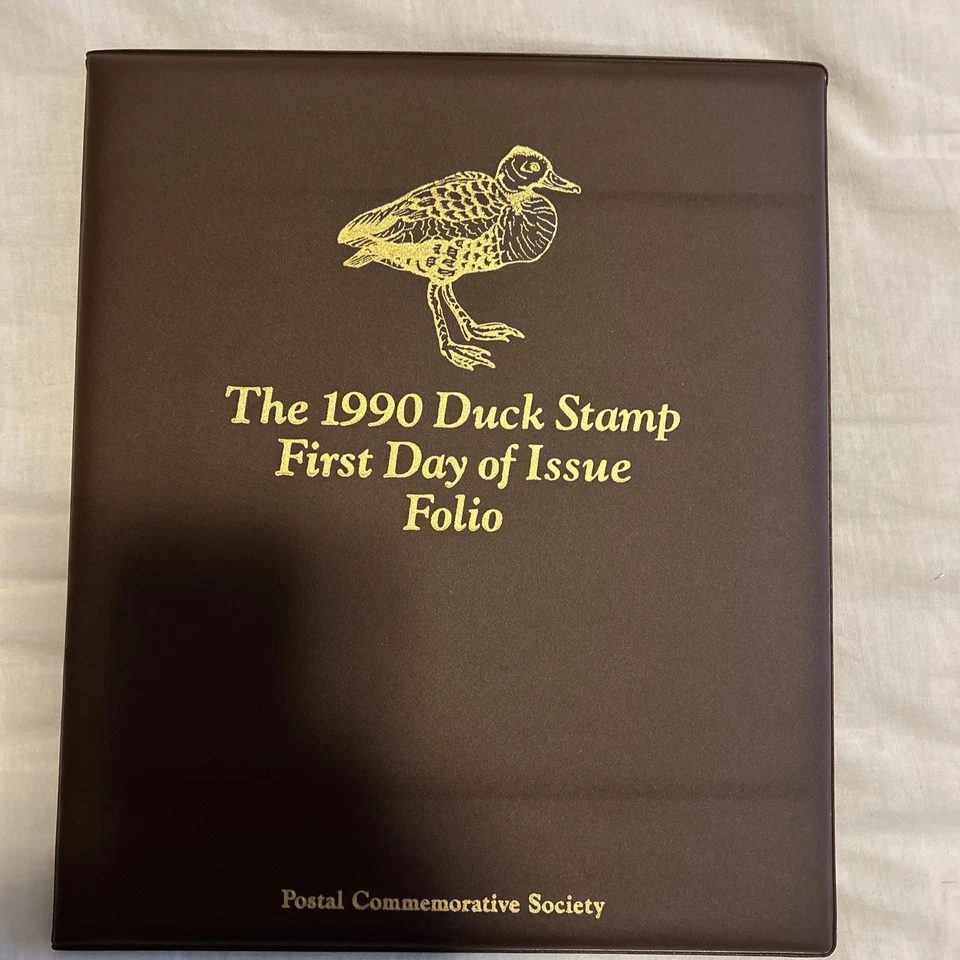 The 1990 Duck Stamp
First Day of Issue
Folio
Postal Commemorative Society